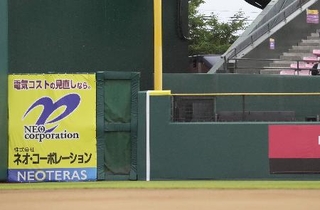 電気コストの見直しなら。
NEO
corporation
株式会社
ネオ・コーポレーション
NEOTERAS